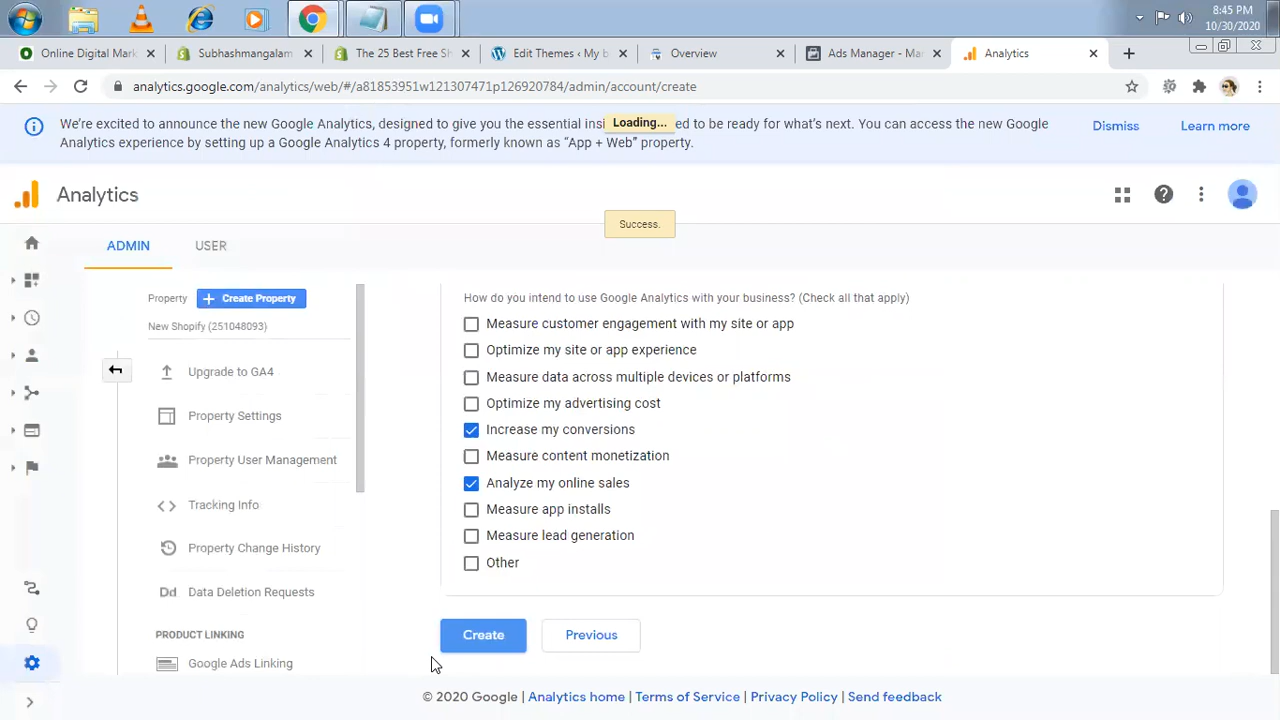 8:45 PM
10/30/2020
Online Digital Mark
Subhashmangalam
The 25 Best Free Sh
Edit Themes ‹ My b
Overview
Ads Manager - Ma
Analytics
analytics.google.com/analytics/web/#/a81853951w121307471p126920784/admin/account/create
We're excited to announce the new Google Analytics, designed to give you the essential insi
ed to be ready for what's next. You can access the new Google
Loading...
Analytics experience by setting up a Google Analytics 4 property, formerly known as "App + Web" property.
Dismiss
Learn more
Analytics
Success.
ADMIN
USER
Property
Create Property
New Shopify (251048093)
Upgrade to GA4
Property Settings
Property User Management
Tracking Info
Property Change History
Dd Data Deletion Requests
PRODUCT LINKING
Google Ads Linking
How do you intend to use Google Analytics with your business? (Check all that apply)
Measure customer engagement with my site or app
Optimize my site or app experience
Measure data across multiple devices or platforms
Optimize my advertising cost
Increase my conversions
Measure content monetization
Analyze my online sales
Measure app installs
Measure lead generation
Other
Create
Previous
© 2020 Google | Analytics home | Terms of Service | Privacy Policy | Send feedback